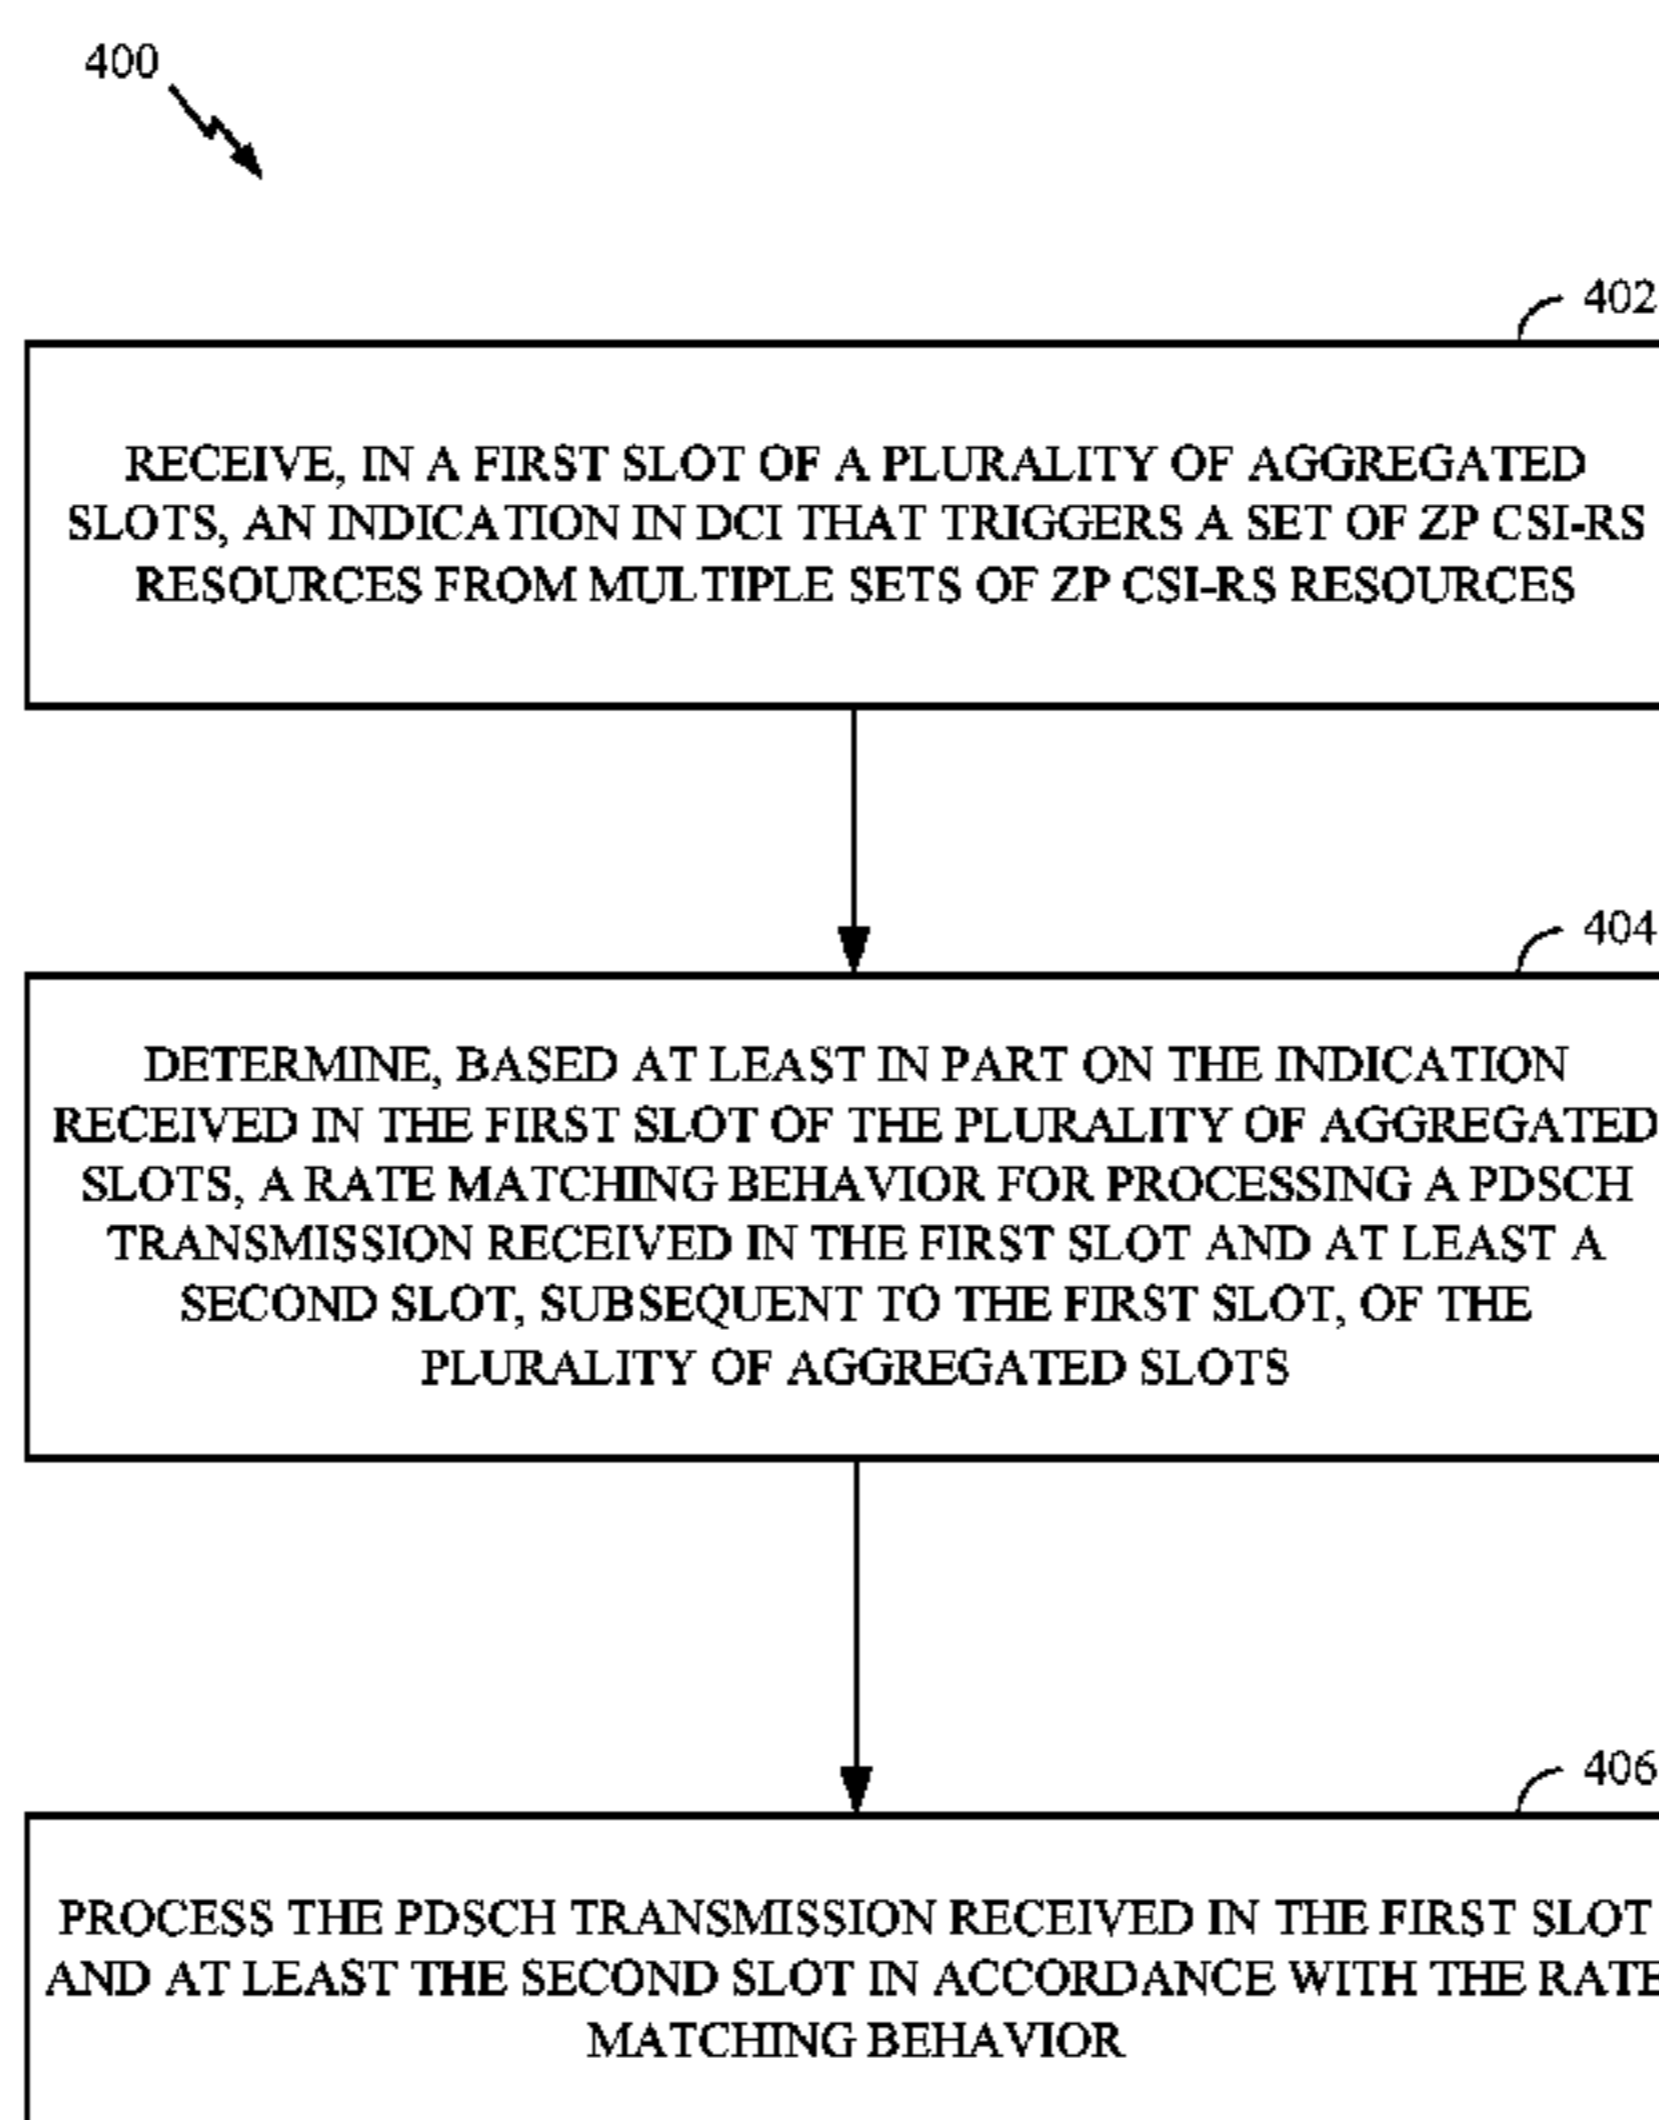 400
402
RECEIVE, IN A FIRST SLOT OF A PLURALITY OF AGGREGATED
SLOTS, AN INDICATION IN DCI THAT TRIGGERS A SET OF ZP CSI-RS
RESOURCES FROM MULTIPLE SETS OF ZP CSI-RS RESOURCES
404
DETERMINE, BASED AT LEAST IN PART ON THE INDICATION
RECEIVED IN THE FIRST SLOT OF THE PLURALITY OF AGGREGATED
SLOTS, A RATE MATCHING BEHAVIOR FOR PROCESSING A PDSCH
TRANSMISSION RECEIVED IN THE FIRST SLOT AND AT LEAST A
SECOND SLOT, SUBSEQUENT TO THE FIRST SLOT, OF THE
PLURALITY OF AGGREGATED SLOTS
406
PROCESS THE PDSCH TRANSMISSION RECEIVED IN THE FIRST SLOT
AND AT LEAST THE SECOND SLOT IN ACCORDANCE WITH THE RATE
MATCHING BEHAVIOR